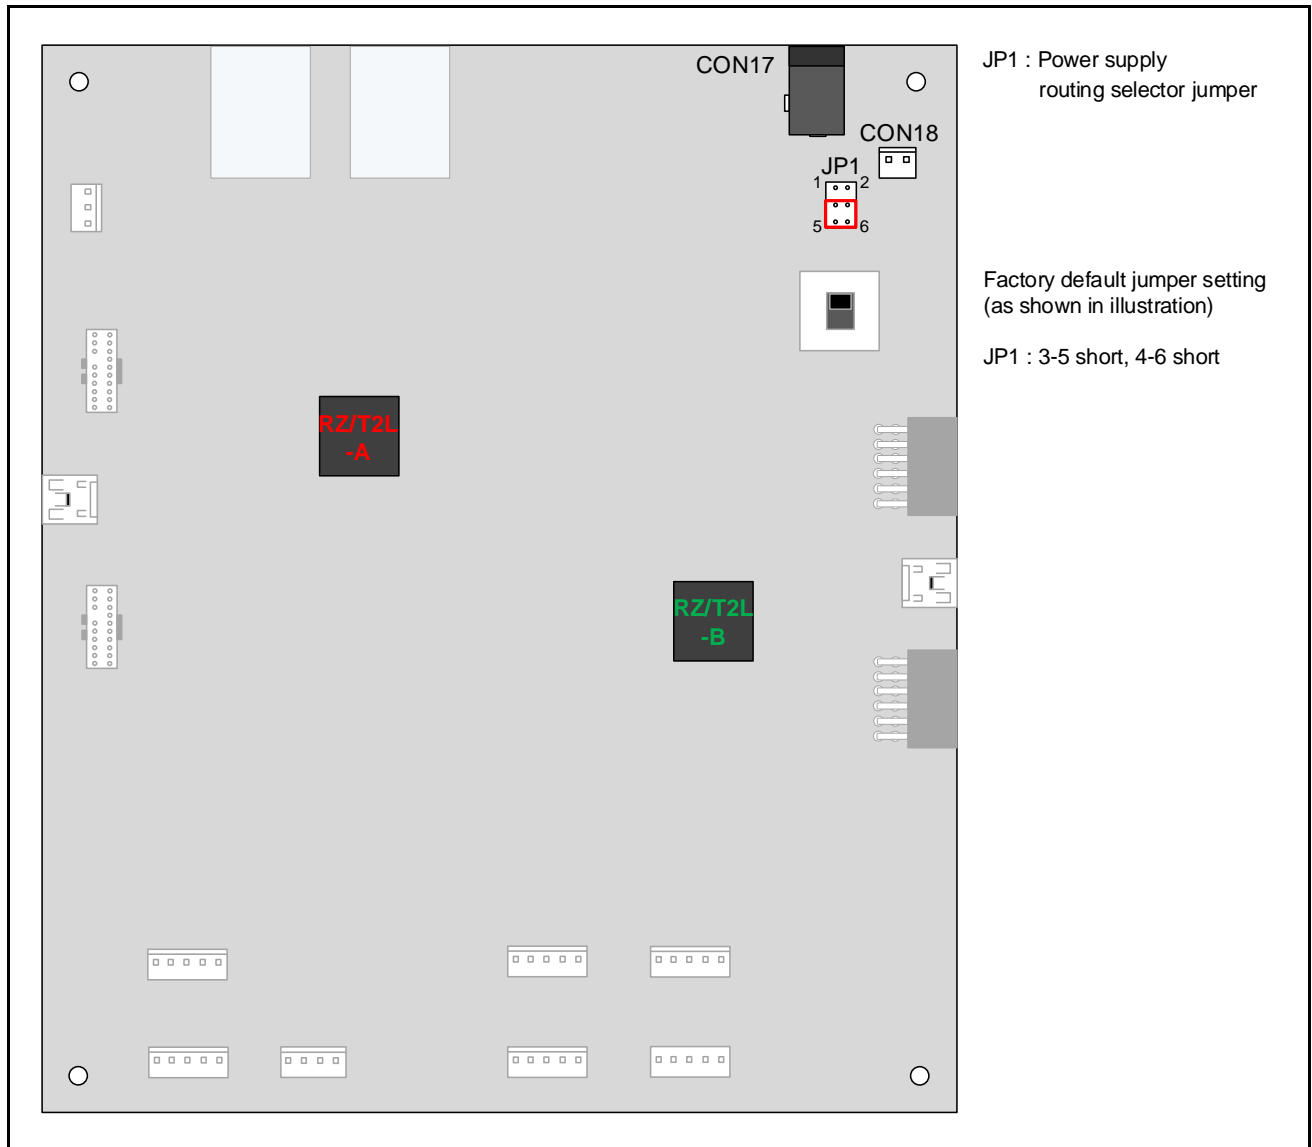 CON17
JP1 : Power supply
routing selector jumper
CON18
JP1
1 2
5 6
Factory default jumper setting
(as shown in illustration)
JP1 : 3-5 short, 4-6 short
RZ/T2L
-A
RZ/T2L
-B